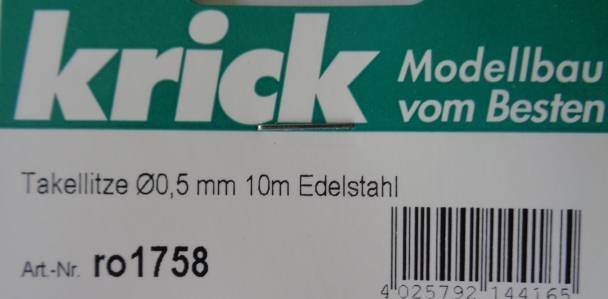 krick
Modellbau
vom Besten
Takellitze Ø0,5 mm 10m Edelstahl
Art.-Nr. ro1758
4 025792 144165